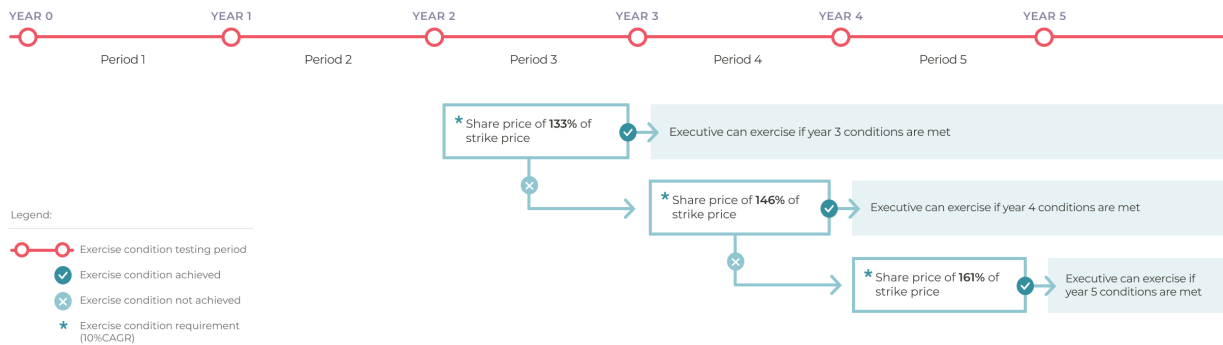 YEAR 0
YEAR 1
YEAR 2
YEAR 3
YEAR 4
YEAR 5
Period 1
Period 2
Period 3
Period 4
Period 5
* Share price of 133% of
strike price
Executive can exercise if year 3 conditions are met
* Share price of 146% of
strike price
Executive can exercise if year 4 conditions are met
* Share price of 161% of
strike price
Executive can exercise if
year 5 conditions are met
Legend:
Exercise condition testing period
Exercise condition achieved
Exercise condition not achieved
* Exercise condition requirement
(10%CAGR)